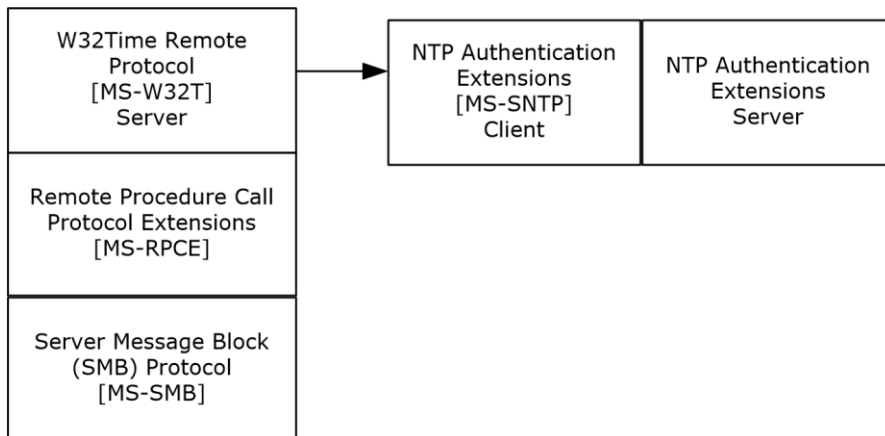 W32Time Remote
Protocol
[MS-W32T]
Server
NTP Authentication
Extensions
[MS-SNTP]
Client
NTP Authentication
Extensions
Server
Remote Procedure Call
Protocol Extensions
[MS-RPCE]
Server Message Block
(SMB) Protocol
[MS-SMB]